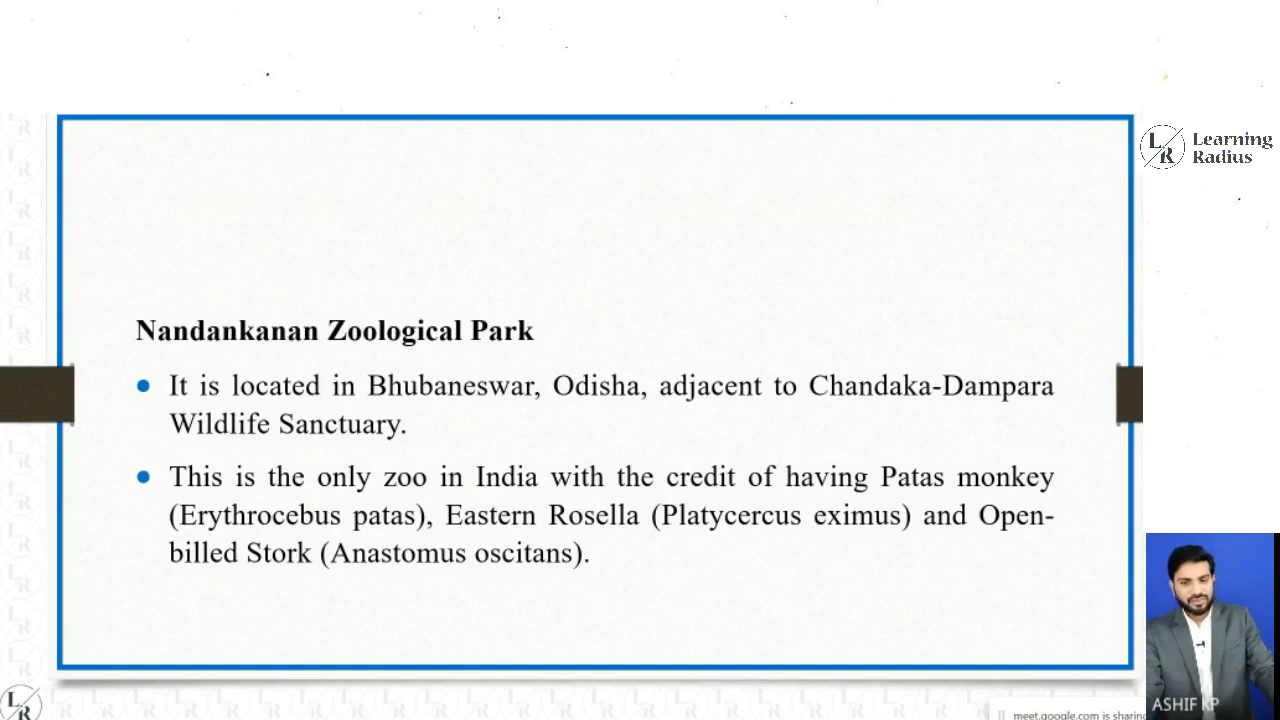 L
R
Learning
Radius
Nandankanan Zoological Park
It is located in Bhubaneswar, Odisha, adjacent to Chandaka-Dampara
Wildlife Sanctuary.
This is the only zoo in India with the credit of having Patas monkey
(Erythrocebus patas), Eastern Rosella (Platycercus eximus) and Open-
billed Stork (Anastomus oscitans).
ASHIF KP
L
R
meet.google.com is sharing